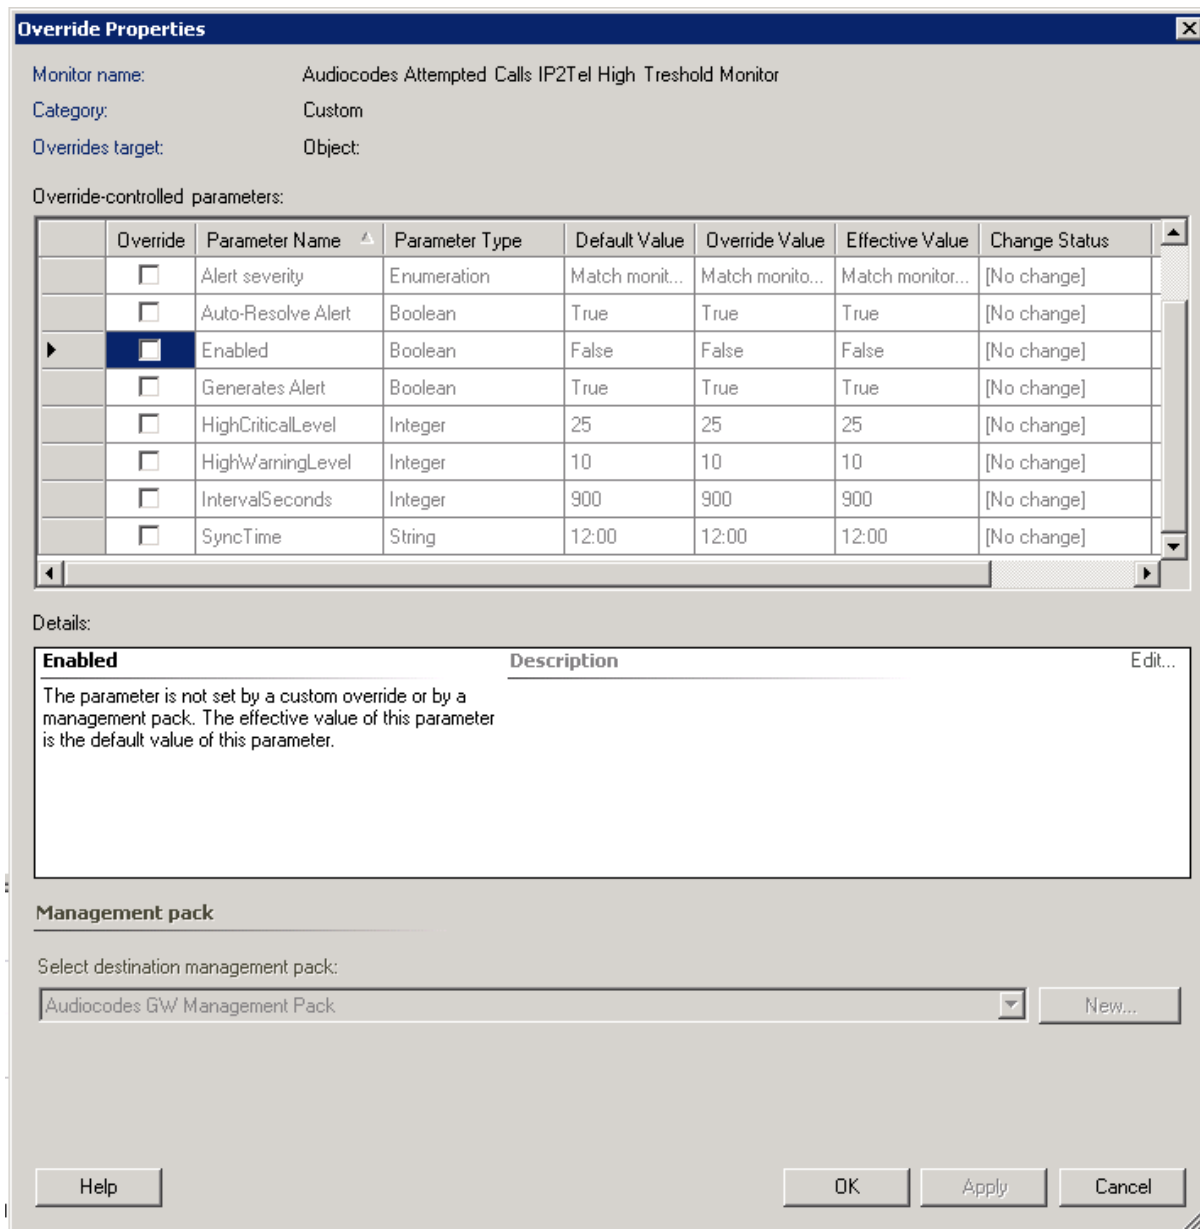 Override Properties
Monitor name: Audiocodes Attempted Calls IP2Tel High Treshold Monitor
Category: Custom
Overrides target: Object:
Override-controlled parameters:
Override Parameter Name Parameter Type Default Value Override Value Effective Value Change Status
Alert severity Enumeration Match monit... Match monito... Match monitor... [No change]
Auto-Resolve Alert Boolean True True True [No change]
Enabled Boolean False False False [No change]
Generates Alert Boolean True True True [No change]
HighCriticalLevel Integer 25 25 25 [No change]
HighWarningLevel Integer 10 10 10 [No change]
IntervalSeconds Integer 900 900 900 [No change]
SyncTime String 12:00 12:00 12:00 [No change]
Details:
Enabled Description Edit...
The parameter is not set by a custom override or by a
management pack. The effective value of this parameter
is the default value of this parameter.
Management pack
Select destination management pack:
Audiocodes GW Management Pack New...
Help OK Apply Cancel